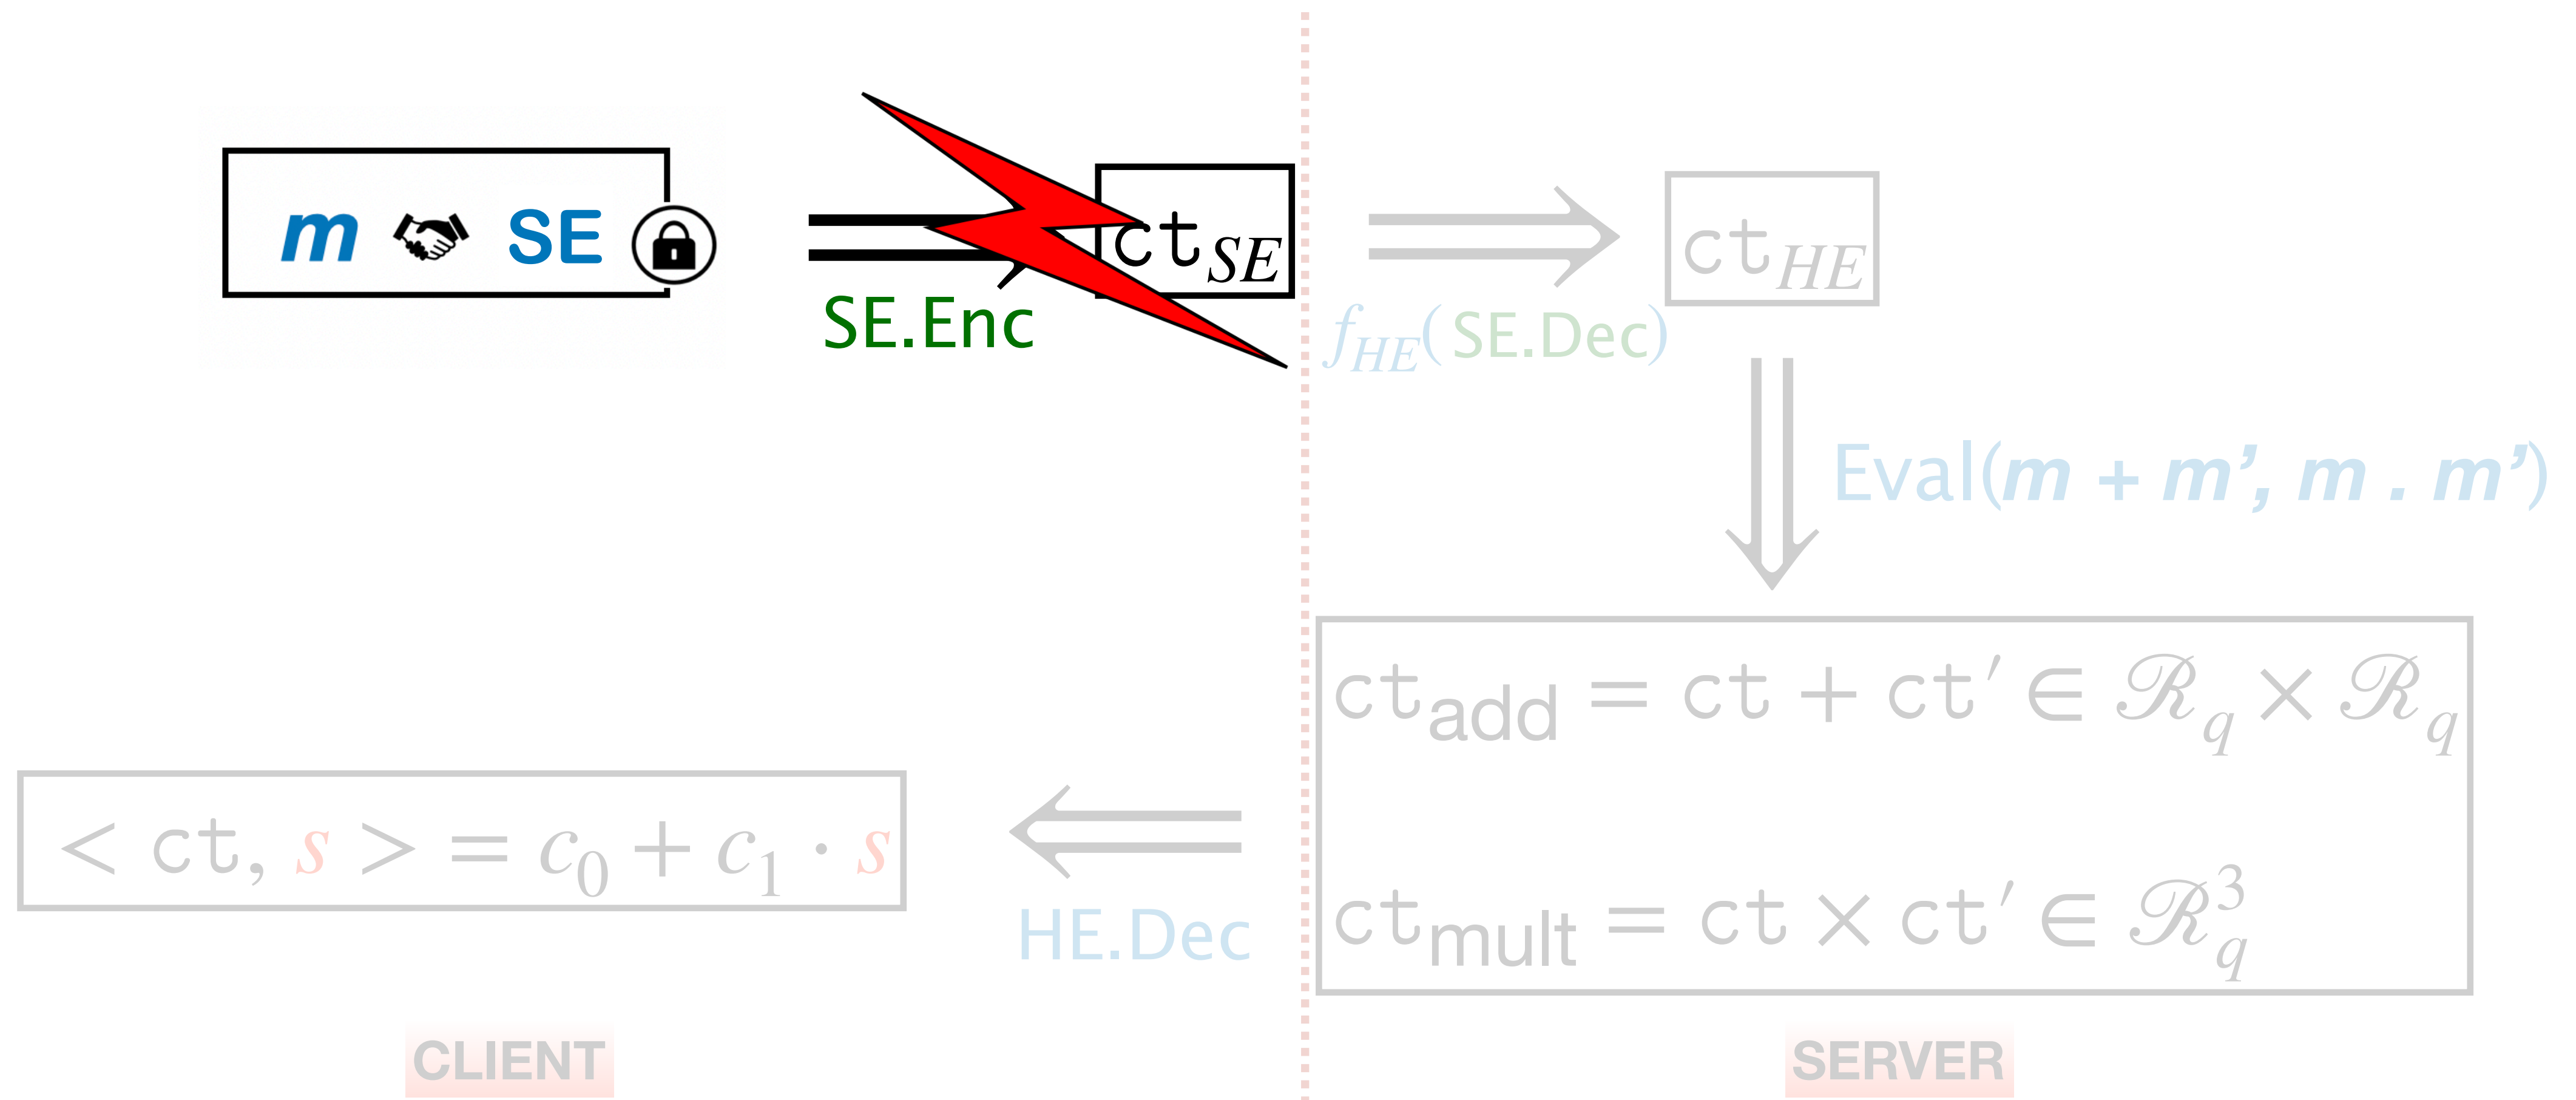 m SE
ct_SE
SE.Enc
ct_HE
f_HE( SE.Dec)
Eval(m + m’, m . m’)
ct_add = ct + ct′ ∈ ℛ_q × ℛ_q
< ct, s > = c_0 + c_1 · s
HE.Dec
ct_mult = ct × ct′ ∈ ℛ_q^3
CLIENT
SERVER